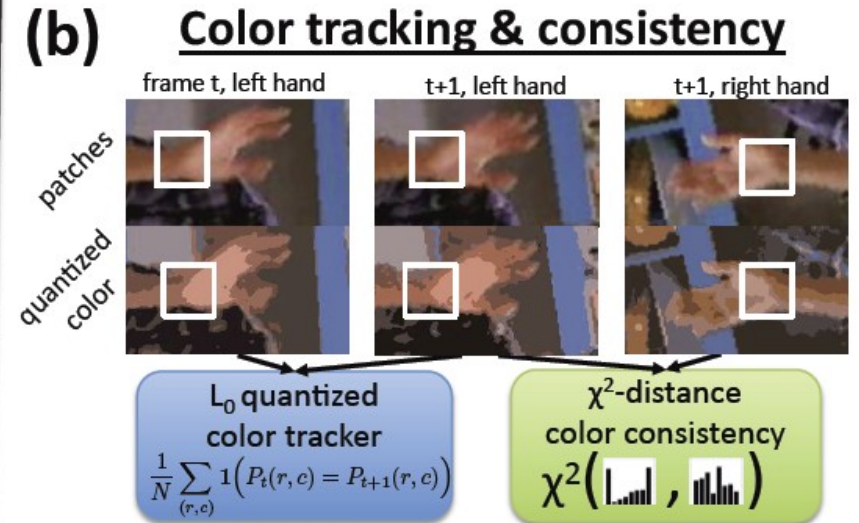 (b) Color tracking & consistency
frame t, left hand
t+1, left hand
t+1, right hand
patches
quantized
color
L₀ quantized
color tracker
1/N ∑(r,c) 1(Pₜ(r,c) = Pₜ₊₁(r,c))
χ²-distance
color consistency
χ²( , )